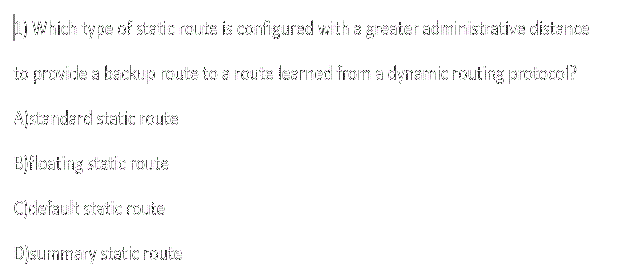 1) Which type of static route is configured with a greater administrative distance
to provide a backup route to a route learned from a dynamic routing protocol?
A)standard static route
B)floating static route
C)default static route
D)summary static route